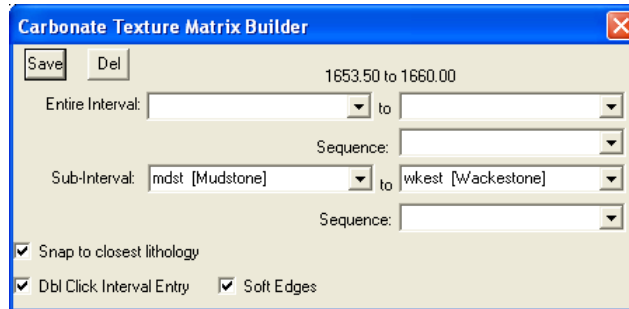 Carbonate Texture Matrix Builder
Save Del
1653.50 to 1660.00
Entire Interval: to
Sequence:
Sub-Interval: mdst [Mudstone] to wkest [Wackestone]
Sequence:
Snap to closest lithology
Dbl Click Interval Entry Soft Edges